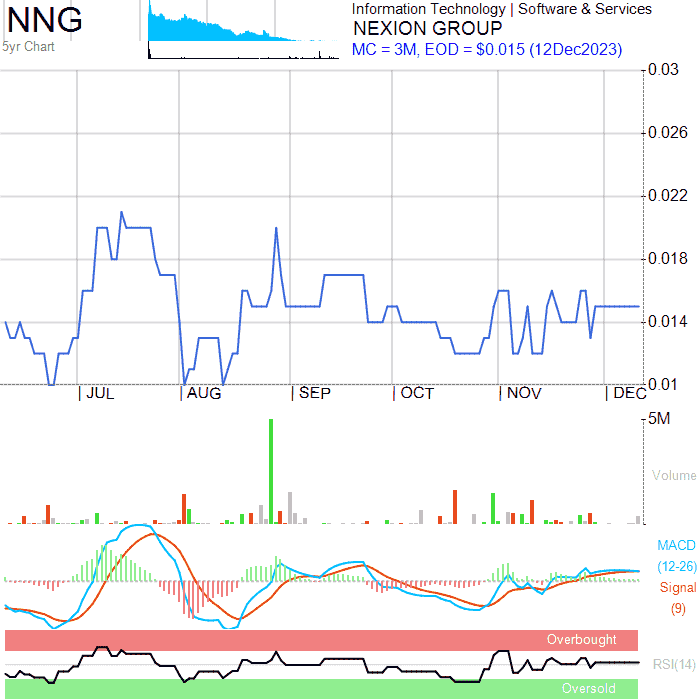 NNG
5yr Chart
Information Technology | Software & Services
NEXION GROUP
MC = 3M, EOD = $0.015 (12Dec2023)
0.03
0.026
0.022
0.018
0.014
0.01
JUL AUG SEP OCT NOV DEC
5M
Volume
MACD
(12-26)
Signal
(9)
Overbought
RSI(14)
Oversold